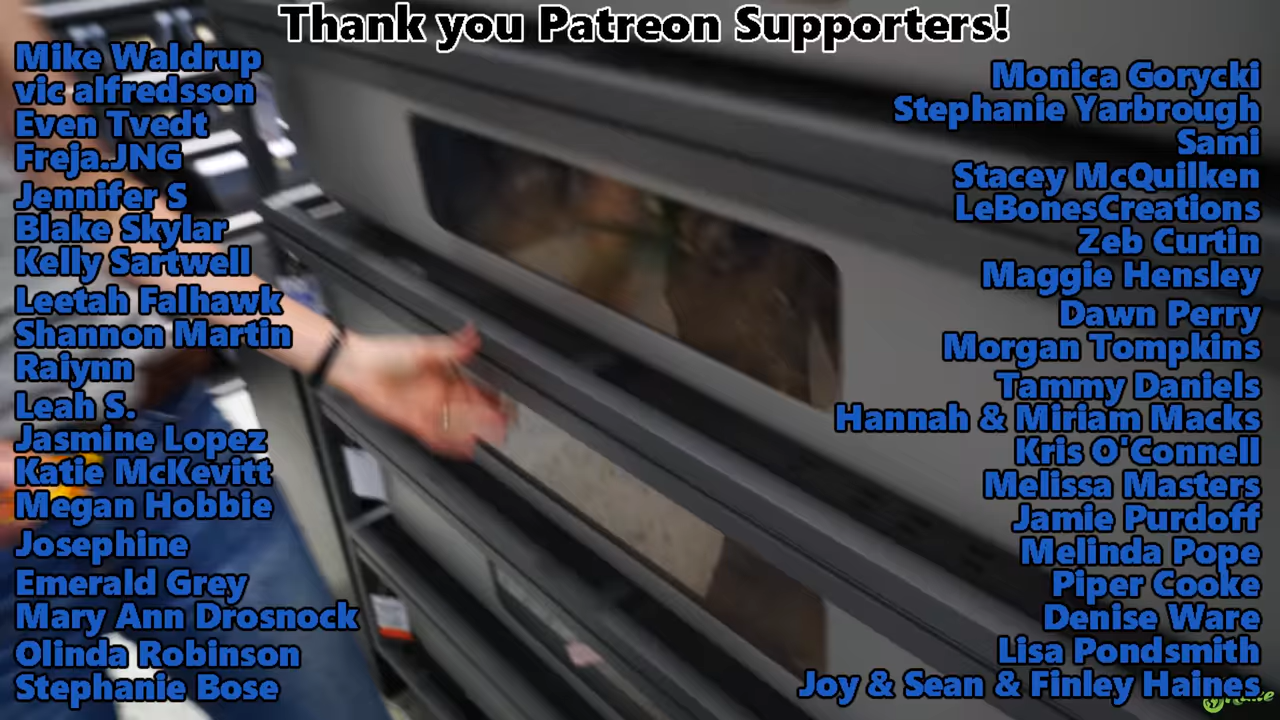 Thank you Patreon Supporters!
Mike Waldrup
vic alfredsson
Even Tvedt
Freja.JNG
Jennifer S
Blake Skylar
Kelly Sartwell
Leetah Falhawk
Shannon Martin
Raiynn
Leah S.
Jasmine Lopez
Katie McKevitt
Megan Hobbie
Josephine
Emerald Grey
Mary Ann Drosnock
Olinda Robinson
Stephanie Bose
Monica Gorycki
Stephanie Yarbrough
Sami
Stacey McQuilken
LeBonesCreations
Zeb Curtin
Maggie Hensley
Dawn Perry
Morgan Tompkins
Tammy Daniels
Hannah & Miriam Macks
Kris O'Connell
Melissa Masters
Jamie Purdoff
Melinda Pope
Piper Cooke
Denise Ware
Lisa Pondsmith
Joy & Sean & Finley Haines